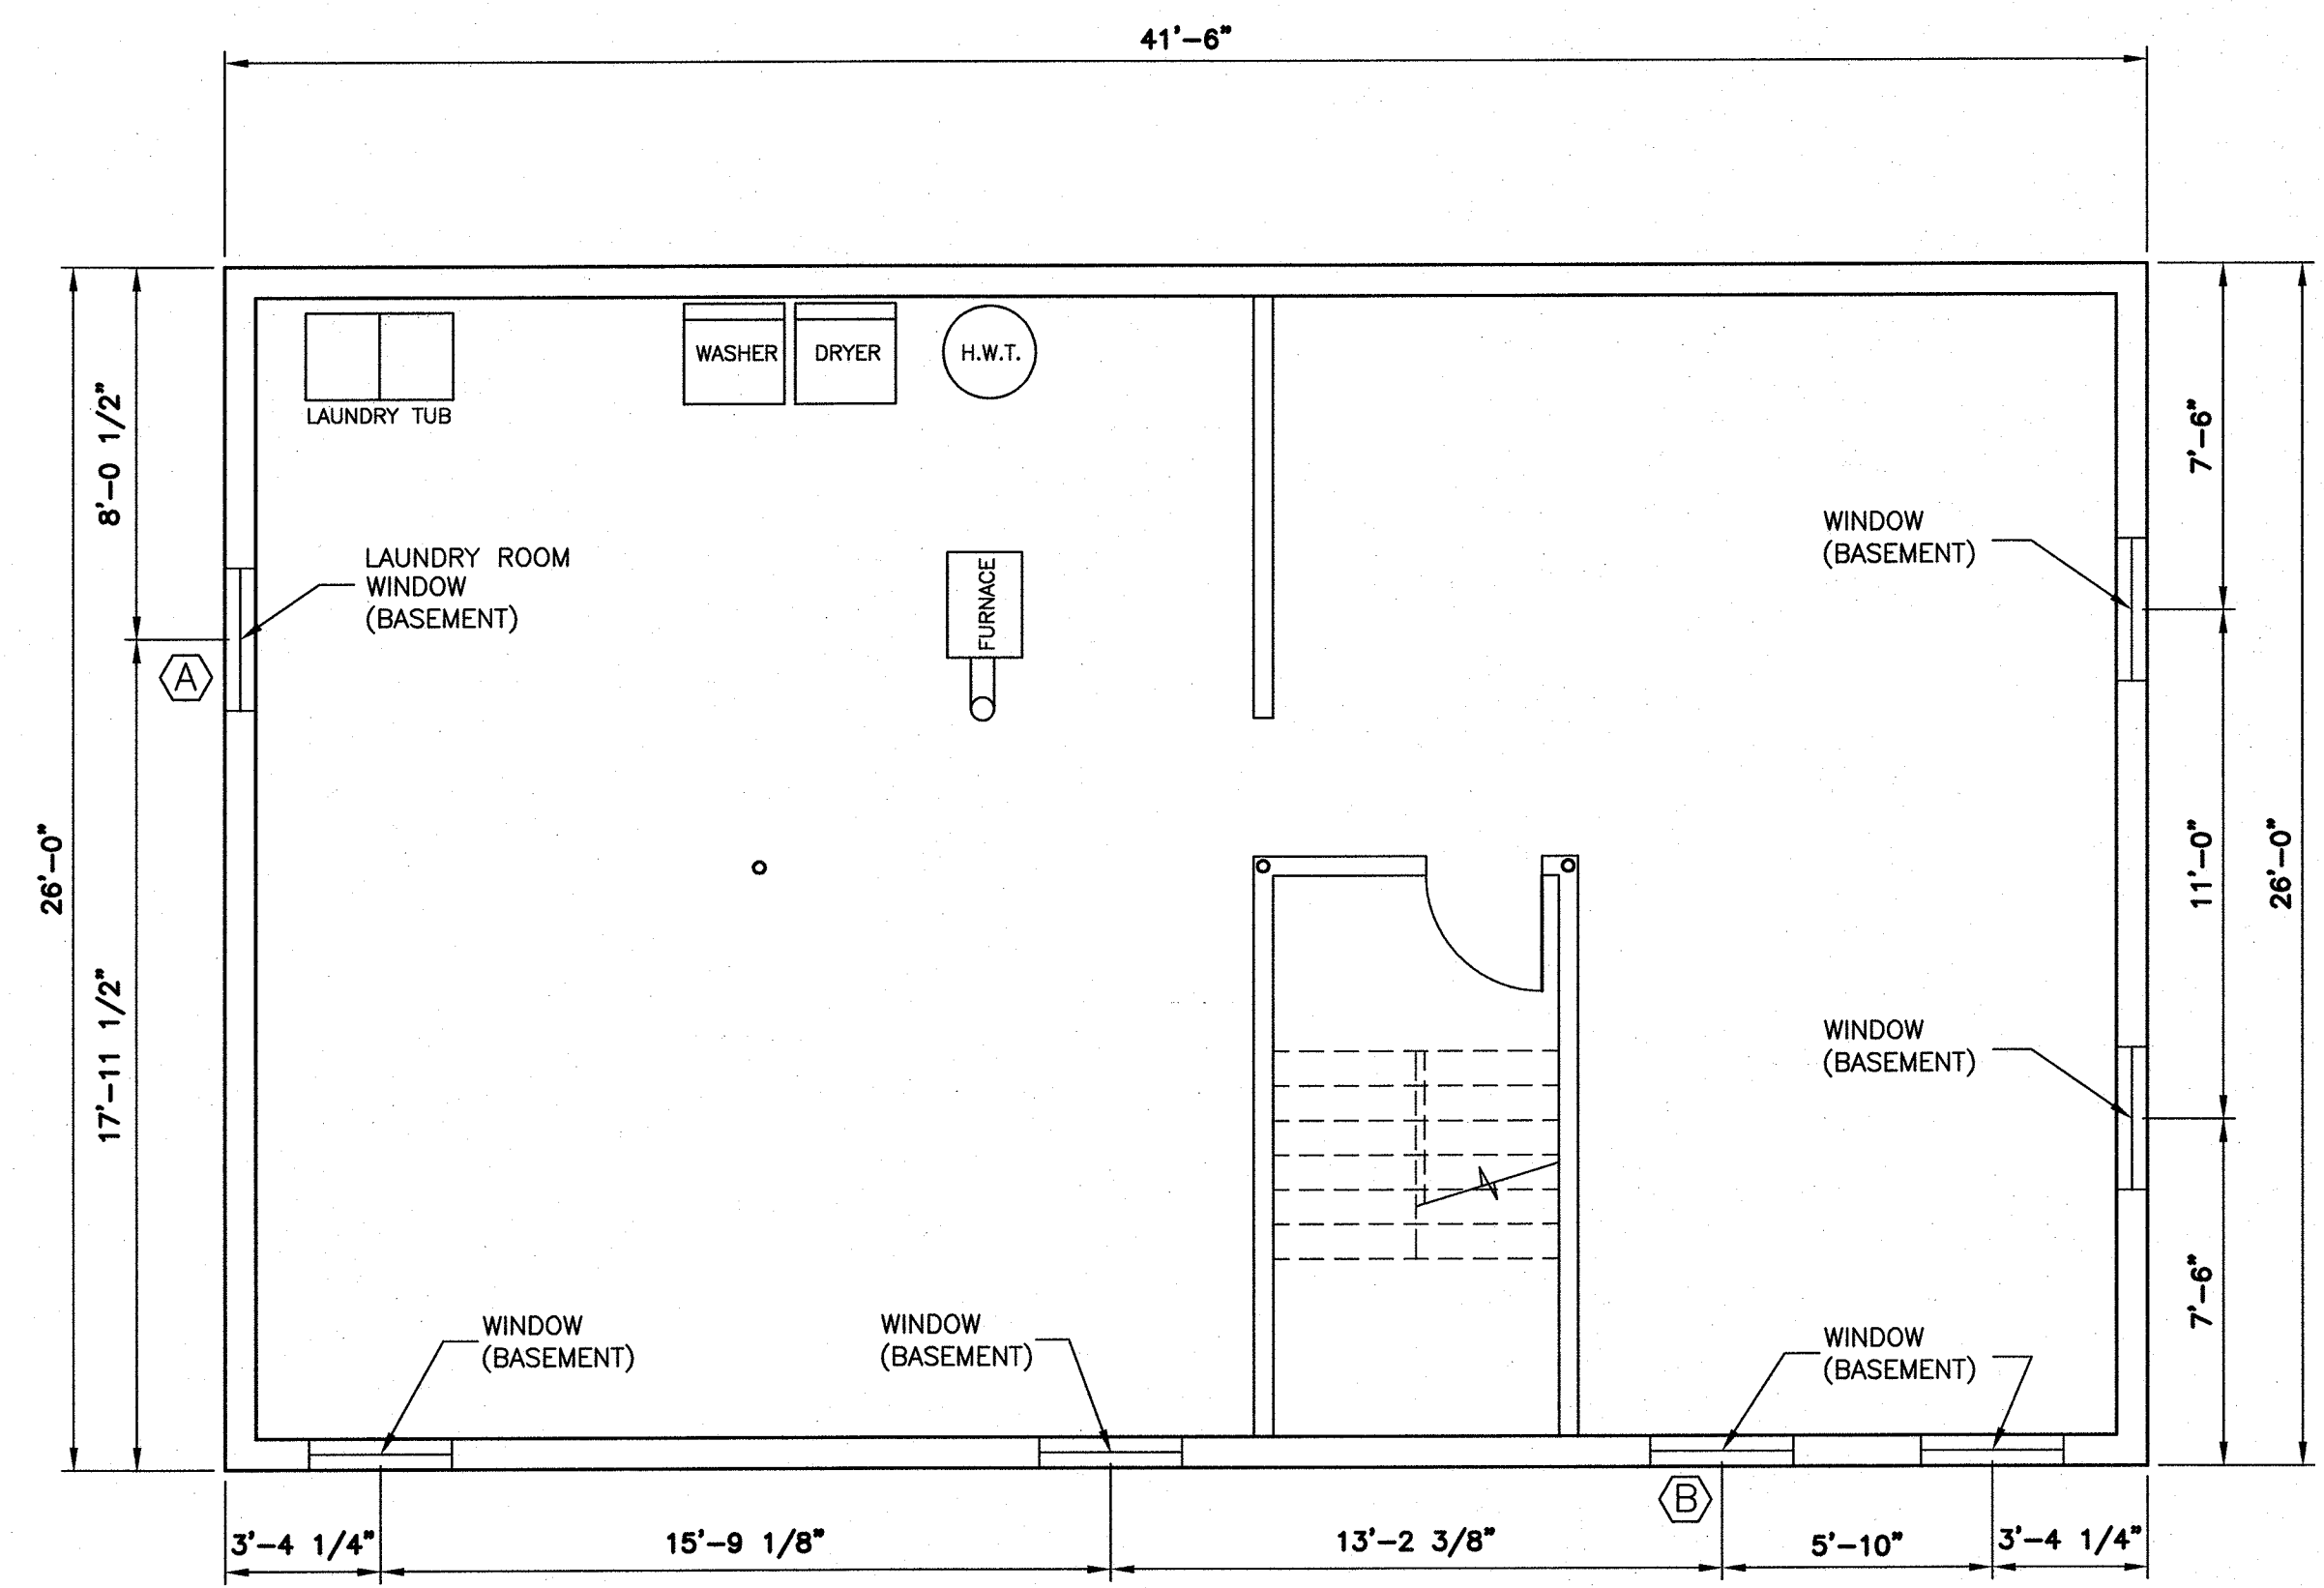 41'-6"
WASHER
DRYER
H.W.T.
LAUNDRY TUB
8'-0 1/2"
7'-6"
WINDOW
(BASEMENT)
LAUNDRY ROOM
WINDOW
(BASEMENT)
FURNACE
A
26'-0"
11'-0"
26'-0"
17'-11 1/2"
WINDOW
(BASEMENT)
7'-6"
WINDOW
(BASEMENT)
WINDOW
(BASEMENT)
WINDOW
(BASEMENT)
B
3'-4 1/4"
15'-9 1/8"
13'-2 3/8"
5'-10"
3'-4 1/4"